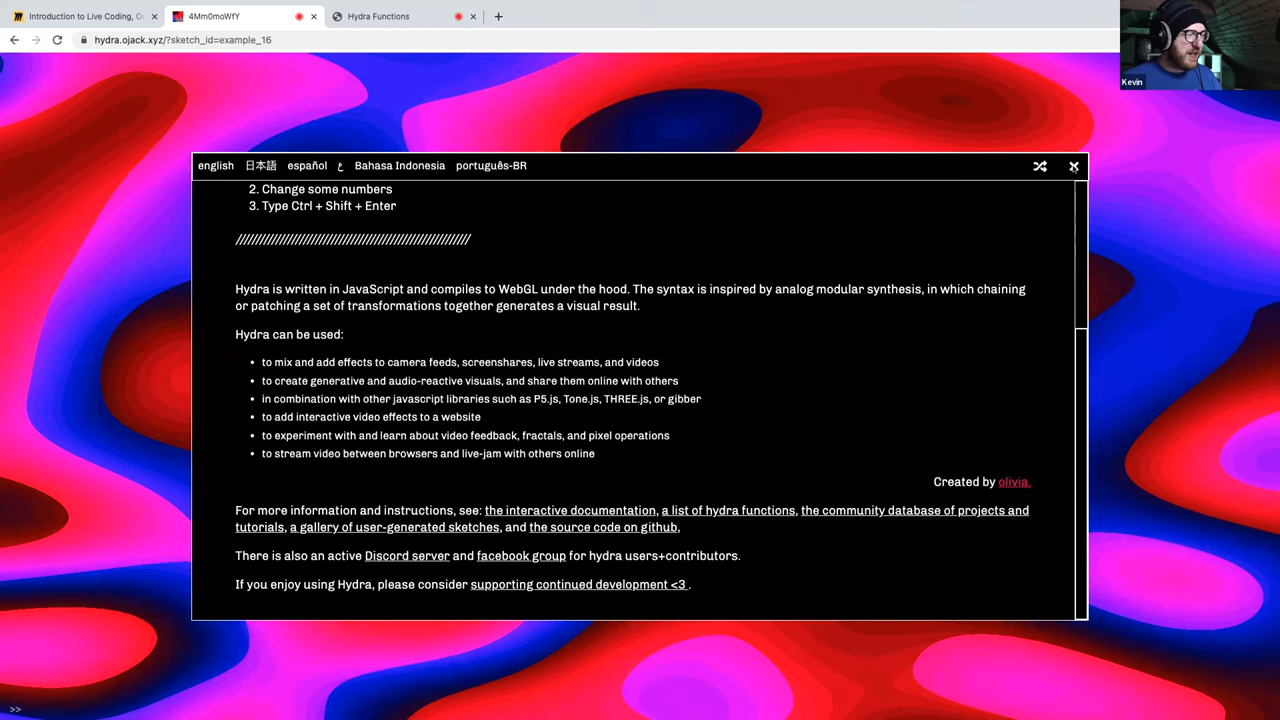 Introduction to Live Coding, O
4Mm0moWfY
Hydra Functions
hydra.ojack.xyz/?sketch_id=example_16
Kevin
english 日本語 español ع Bahasa Indonesia português-BR
2. Change some numbers
3. Type Ctrl + Shift + Enter
////////////////////////////////////////////////////////////////
Hydra is written in JavaScript and compiles to WebGL under the hood. The syntax is inspired by analog modular synthesis, in which chaining
or patching a set of transformations together generates a visual result.
Hydra can be used:
• to mix and add effects to camera feeds, screenshares, live streams, and videos
• to create generative and audio-reactive visuals, and share them online with others
• in combination with other javascript libraries such as P5.js, Tone.js, THREE.js, or gibber
• to add interactive video effects to a website
• to experiment with and learn about video feedback, fractals, and pixel operations
• to stream video between browsers and live-jam with others online
Created by olivia.
For more information and instructions, see: the interactive documentation, a list of hydra functions, the community database of projects and
tutorials, a gallery of user-generated sketches, and the source code on github,
There is also an active Discord server and facebook group for hydra users+contributors.
If you enjoy using Hydra, please consider supporting continued development <3 .
>>